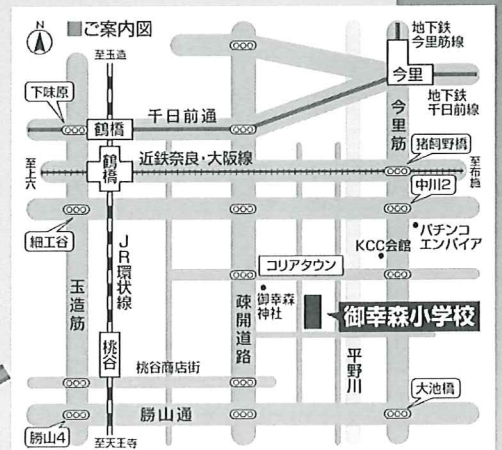 N
■ご案内図
至玉造
地下鉄
今里筋線
今里
地下鉄
千日前線
下味原
千日前通
鶴橋
今里筋
猪飼野橋
至上六
鶴橋
近鉄奈良・大阪線
至布施
中川2
細工谷
パチンコ
エンパイア
KCC会館
コリアタウン
玉造筋
JR環状線
疎開道路
御幸森
神社
御幸森小学校
桃谷
平野川
桃谷商店街
勝山通
大池橋
勝山4
至天王寺